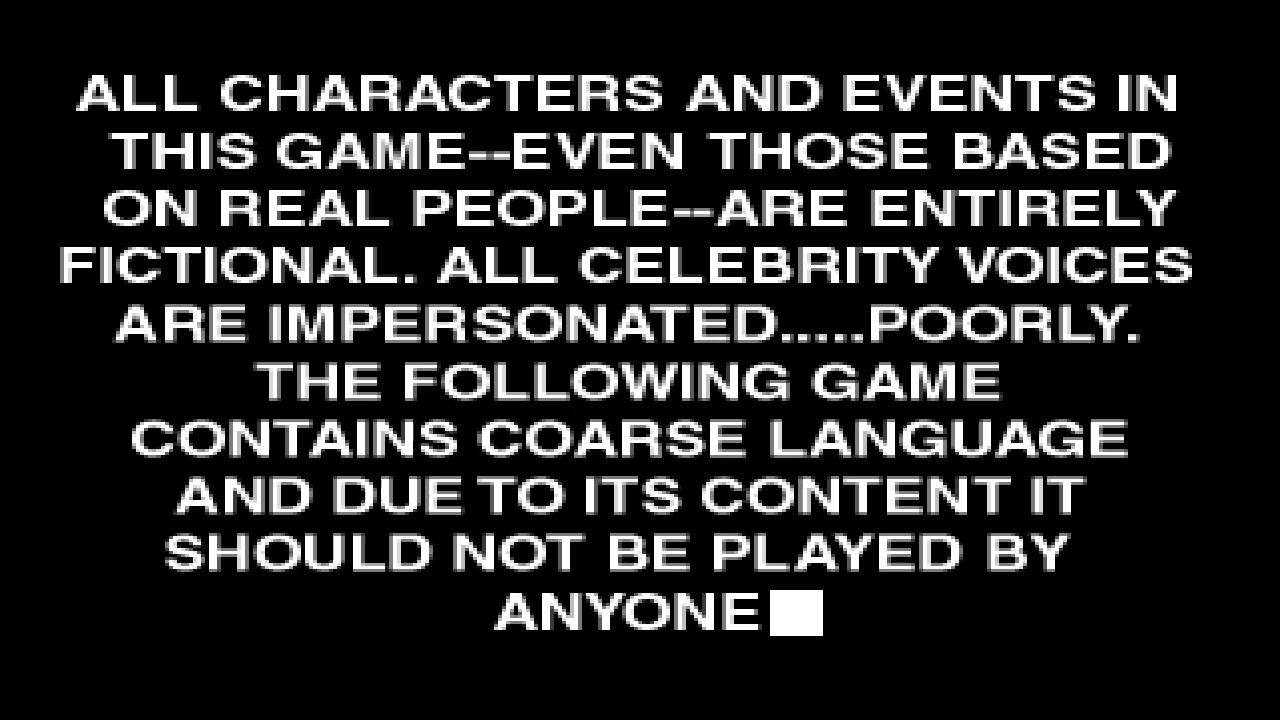 ALL CHARACTERS AND EVENTS IN
THIS GAME--EVEN THOSE BASED
ON REAL PEOPLE--ARE ENTIRELY
FICTIONAL. ALL CELEBRITY VOICES
ARE IMPERSONATED.....POORLY.
THE FOLLOWING GAME
CONTAINS COARSE LANGUAGE
AND DUE TO ITS CONTENT IT
SHOULD NOT BE PLAYED BY
ANYONE